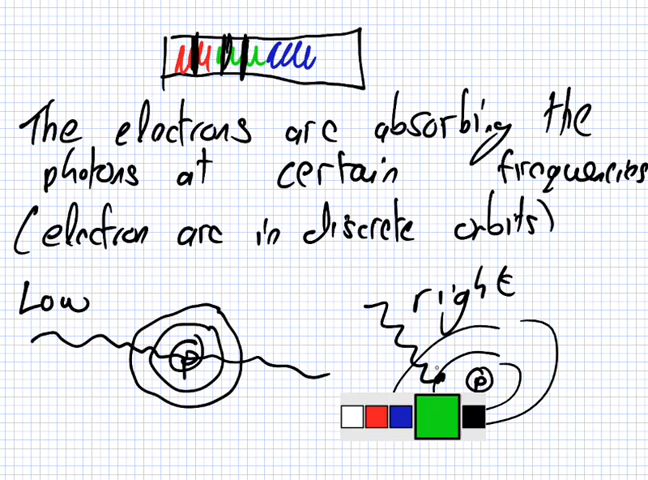 The electrons are absorbing the
photons at certain frequencies
(electron are in discrete orbits)
Low
right
P
P